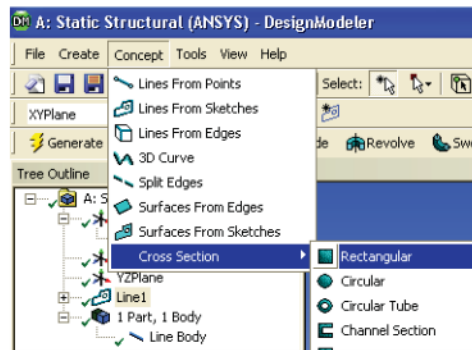 A: Static Structural (ANSYS) - DesignModeler
File Create Concept Tools View Help
Lines From Points
Select:
Lines From Sketches
XYPlane
Lines From Edges
Generate
3D Curve
Revolve
Tree Outline
Split Edges
Surfaces From Edges
Surfaces From Sketches
Cross Section
Rectangular
YZPlane
Circular
Line1
Circular Tube
1 Part, 1 Body
Channel Section
Line Body